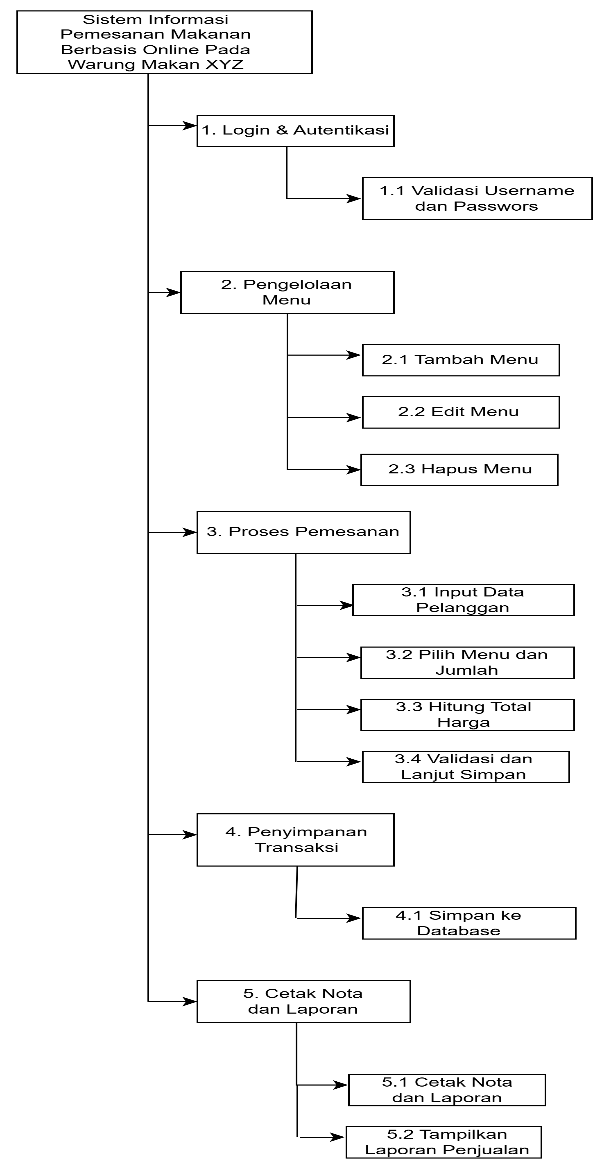 Sistem Informasi
Pemesanan Makanan
Berbasis Online Pada
Warung Makan XYZ
1. Login & Autentikasi
1.1 Validasi Username
dan Passwors
2. Pengelolaan
Menu
2.1 Tambah Menu
2.2 Edit Menu
2.3 Hapus Menu
3. Proses Pemesanan
3.1 Input Data
Pelanggan
3.2 Pilih Menu dan
Jumlah
3.3 Hitung Total
Harga
3.4 Validasi dan
Lanjut Simpan
4. Penyimpanan
Transaksi
4.1 Simpan ke
Database
5. Cetak Nota
dan Laporan
5.1 Cetak Nota
dan Laporan
5.2 Tampilkan
Laporan Penjualan